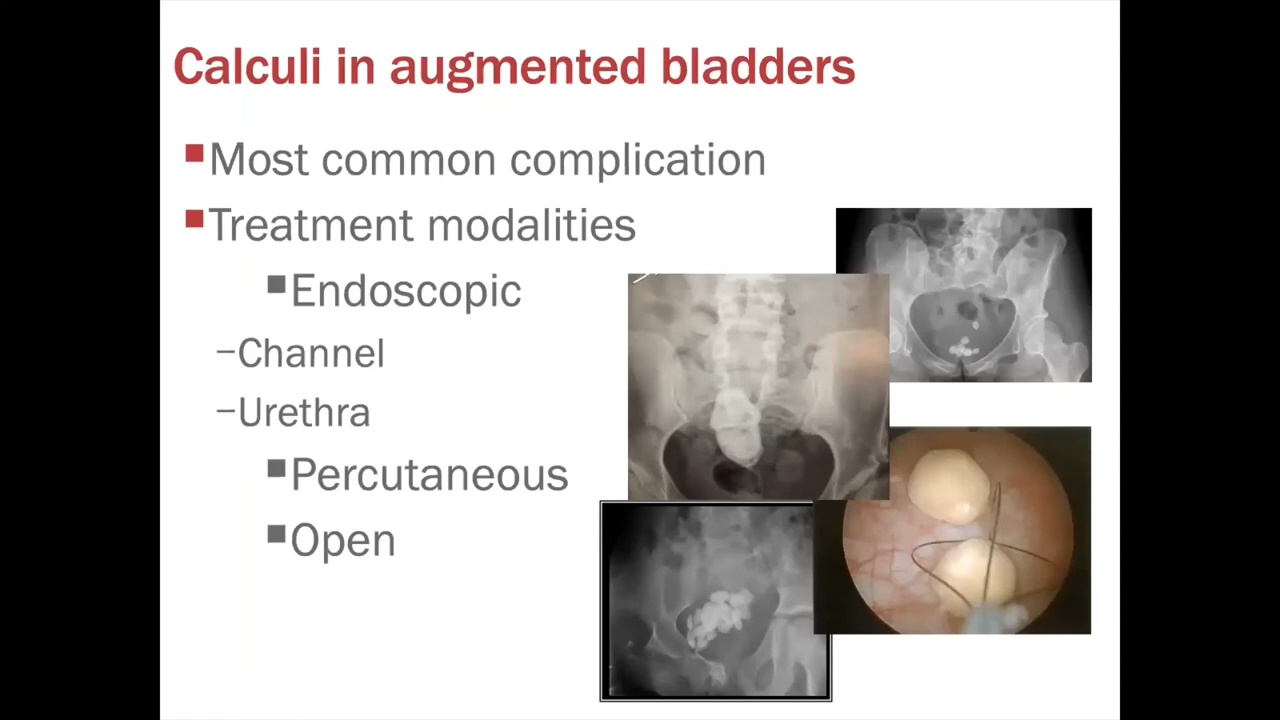 Calculi in augmented bladders
Most common complication
Treatment modalities
Endoscopic
–Channel
–Urethra
Percutaneous
Open